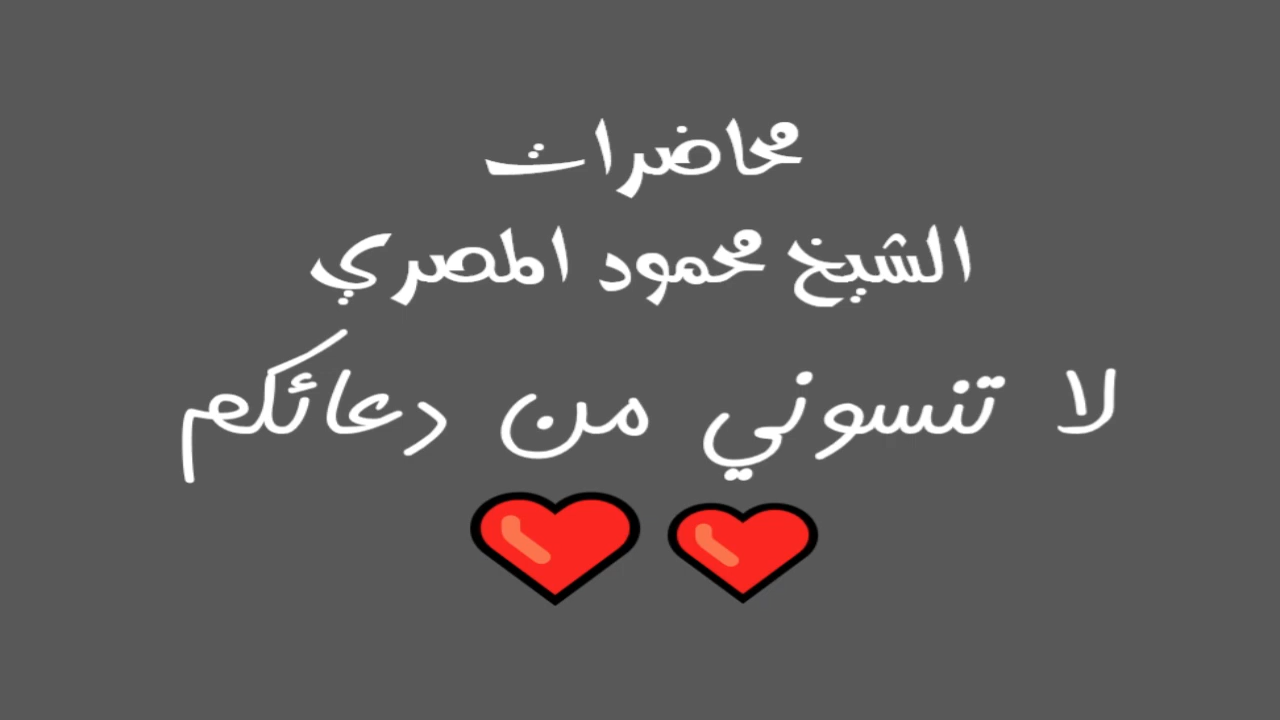 محاضرات
الشيخ محمود المصري
لا تنسوني من دعائكم